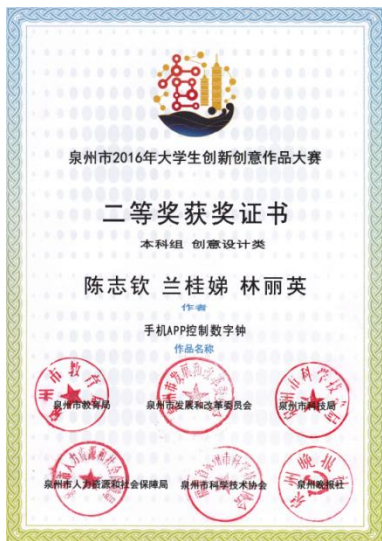 泉州市2016年大学生创新创意作品大赛
二等奖获奖证书
本科组 创意设计类
陈志钦 兰桂娣 林丽英
作者
手机APP控制数字钟
作品名称
泉州市教育局 泉州市发展和改革委员会 泉州市科技局
泉州市人力资源和社会保障局 泉州市科学技术协会 泉州晚报社